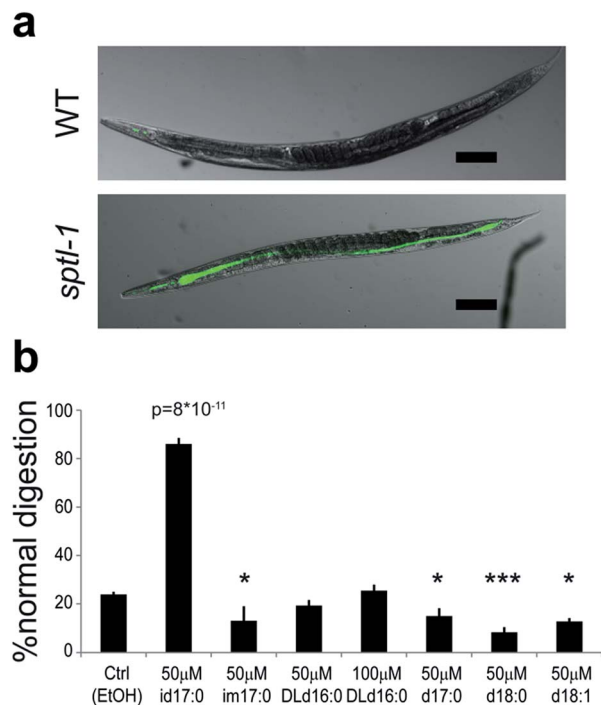 a
WT
sptl-1
b
p=8*10-11
%normal digestion
100
80
60
40
20
0
*
*
***
*
Ctrl 50µM 50µM 50µM 100µM 50µM 50µM 50µM
(EtOH) id17:0 im17:0 DLd16:0 DLd16:0 d17:0 d18:0 d18:1